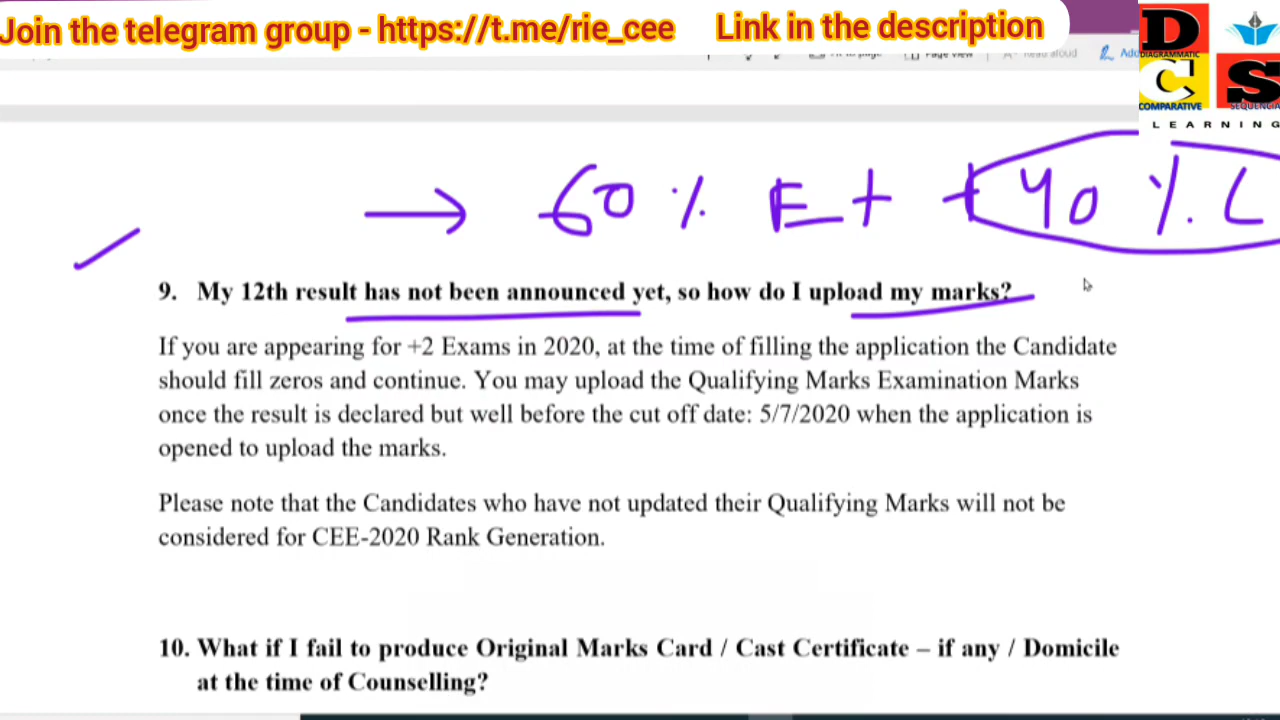 Join the telegram group - https://t.me/rie_cee Link in the description
D
DIAGRAMMATIC
C
COMPARATIVE
S
SEQUENCIA
LEARNING
Page view
Read aloud
→ 60 % E + +40 %. L
9. My 12th result has not been announced yet, so how do I upload my marks?
If you are appearing for +2 Exams in 2020, at the time of filling the application the Candidate
should fill zeros and continue. You may upload the Qualifying Marks Examination Marks
once the result is declared but well before the cut off date: 5/7/2020 when the application is
opened to upload the marks.
Please note that the Candidates who have not updated their Qualifying Marks will not be
considered for CEE-2020 Rank Generation.
10. What if I fail to produce Original Marks Card / Cast Certificate – if any / Domicile
at the time of Counselling?